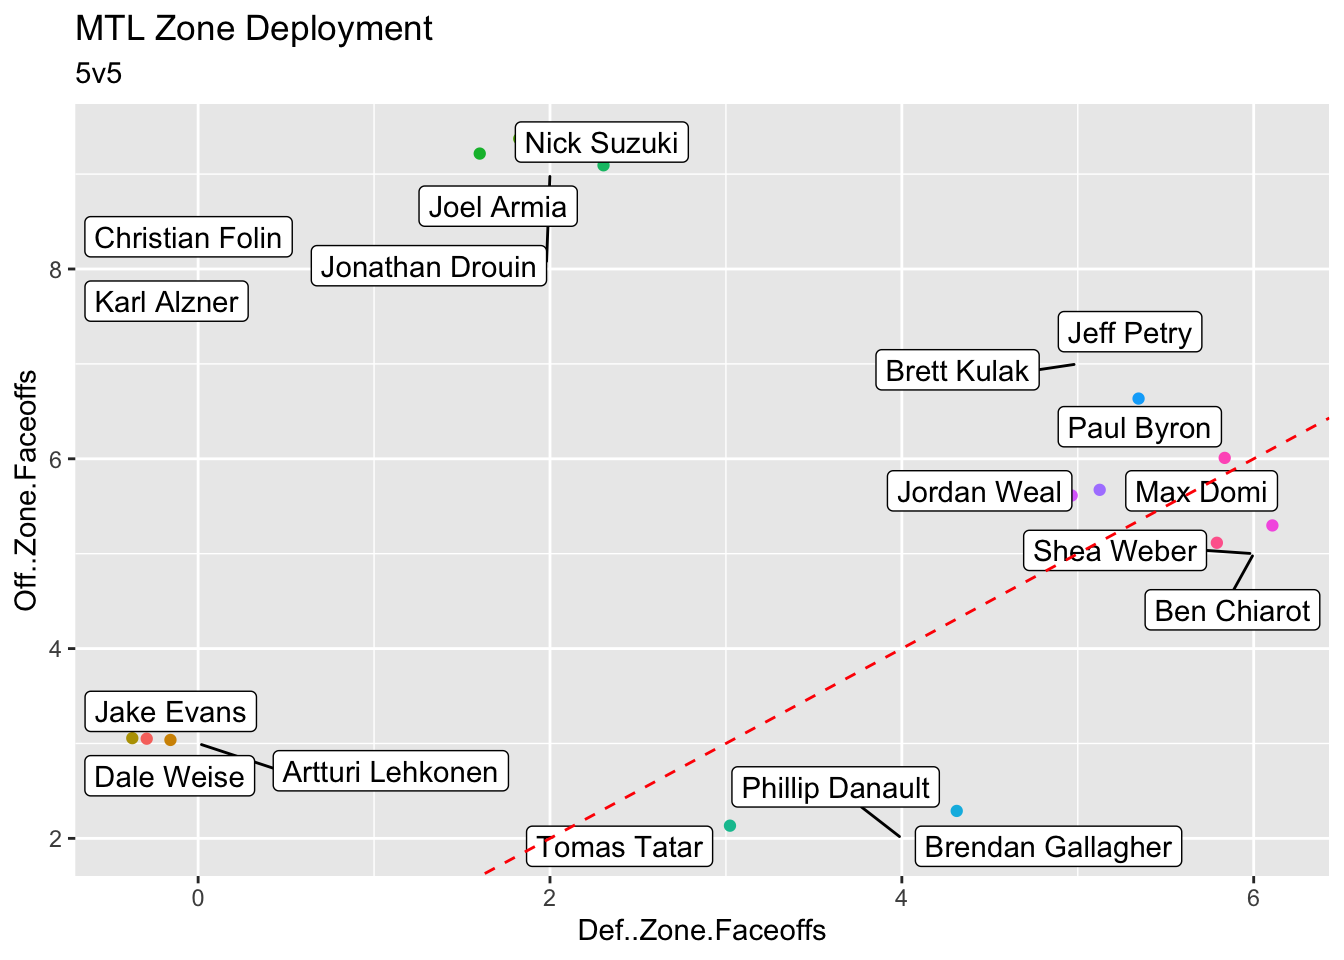 MTL Zone Deployment
5v5
Nick Suzuki
Joel Armia
Christian Folin
Jonathan Drouin
8
Karl Alzner
Jeff Petry
Brett Kulak
Paul Byron
6
Jordan Weal
Max Domi
Shea Weber
Ben Chiarot
Off..Zone.Faceoffs
4
Jake Evans
Dale Weise
Artturi Lehkonen
Phillip Danault
2
Tomas Tatar
Brendan Gallagher
0 2 4 6
Def..Zone.Faceoffs